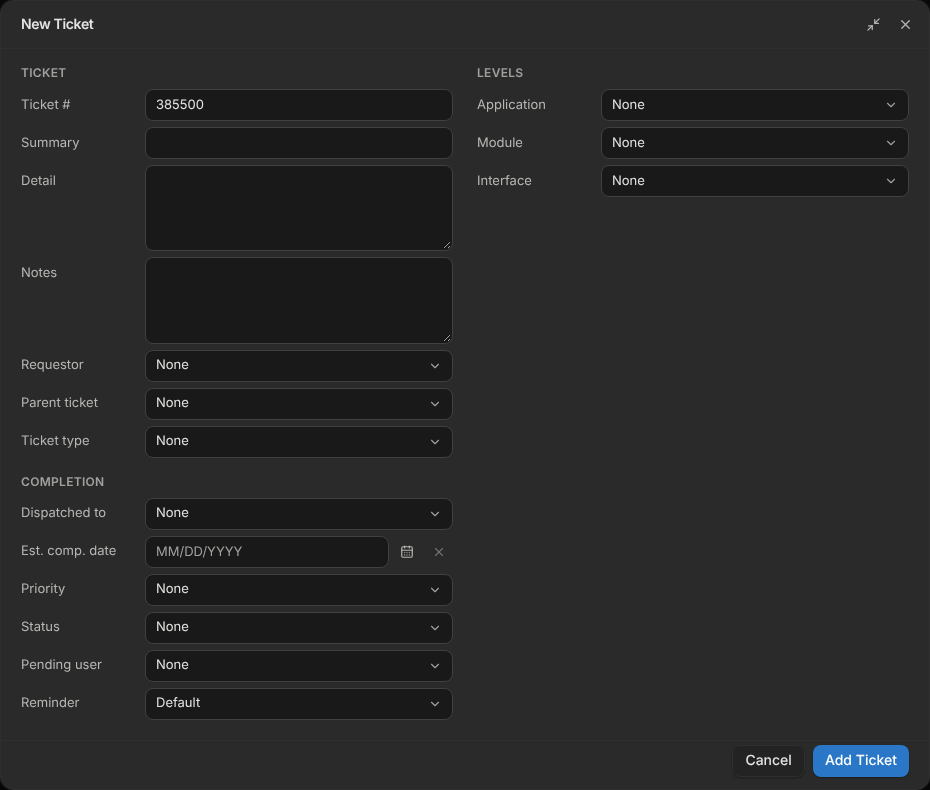 New Ticket
TICKET
Ticket # 385500
Summary
Detail
Notes
Requestor None
Parent ticket None
Ticket type None
COMPLETION
Dispatched to None
Est. comp. date MM/DD/YYYY
Priority None
Status None
Pending user None
Reminder Default
LEVELS
Application None
Module None
Interface None
Cancel Add Ticket